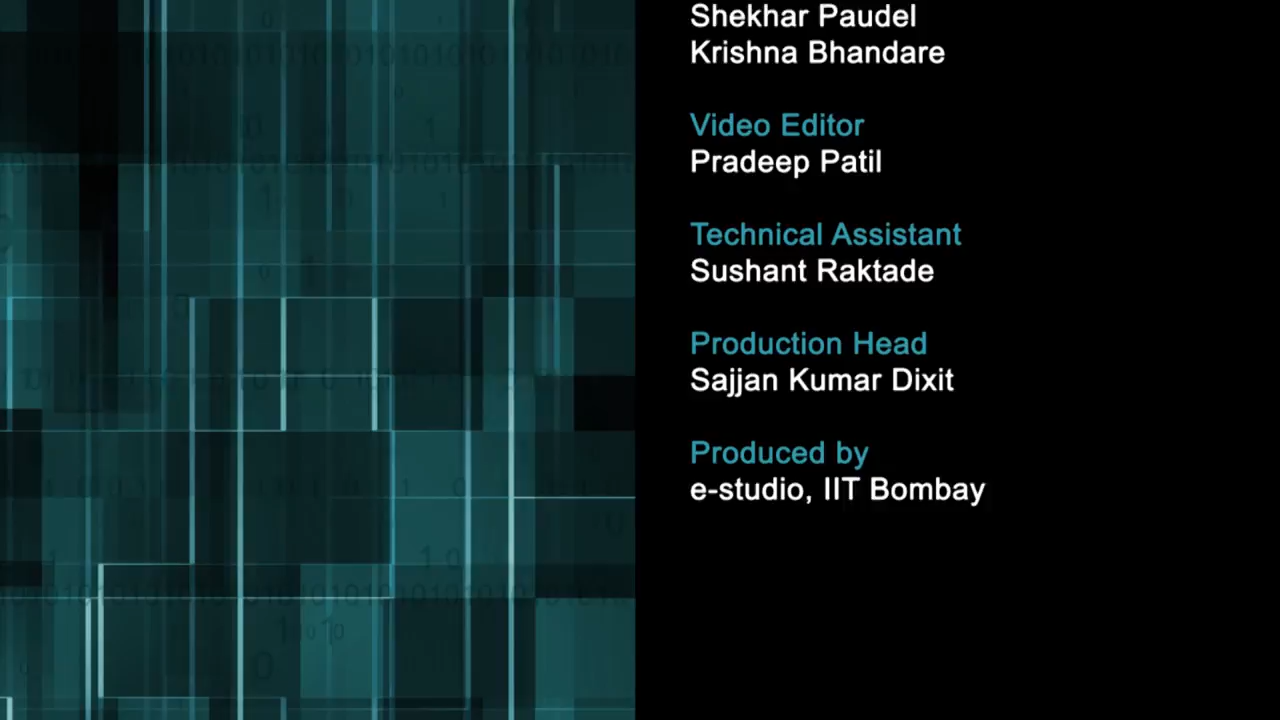 Shekhar Paudel
Krishna Bhandare
Video Editor
Pradeep Patil
Technical Assistant
Sushant Raktade
Production Head
Sajjan Kumar Dixit
Produced by
e-studio, IIT Bombay